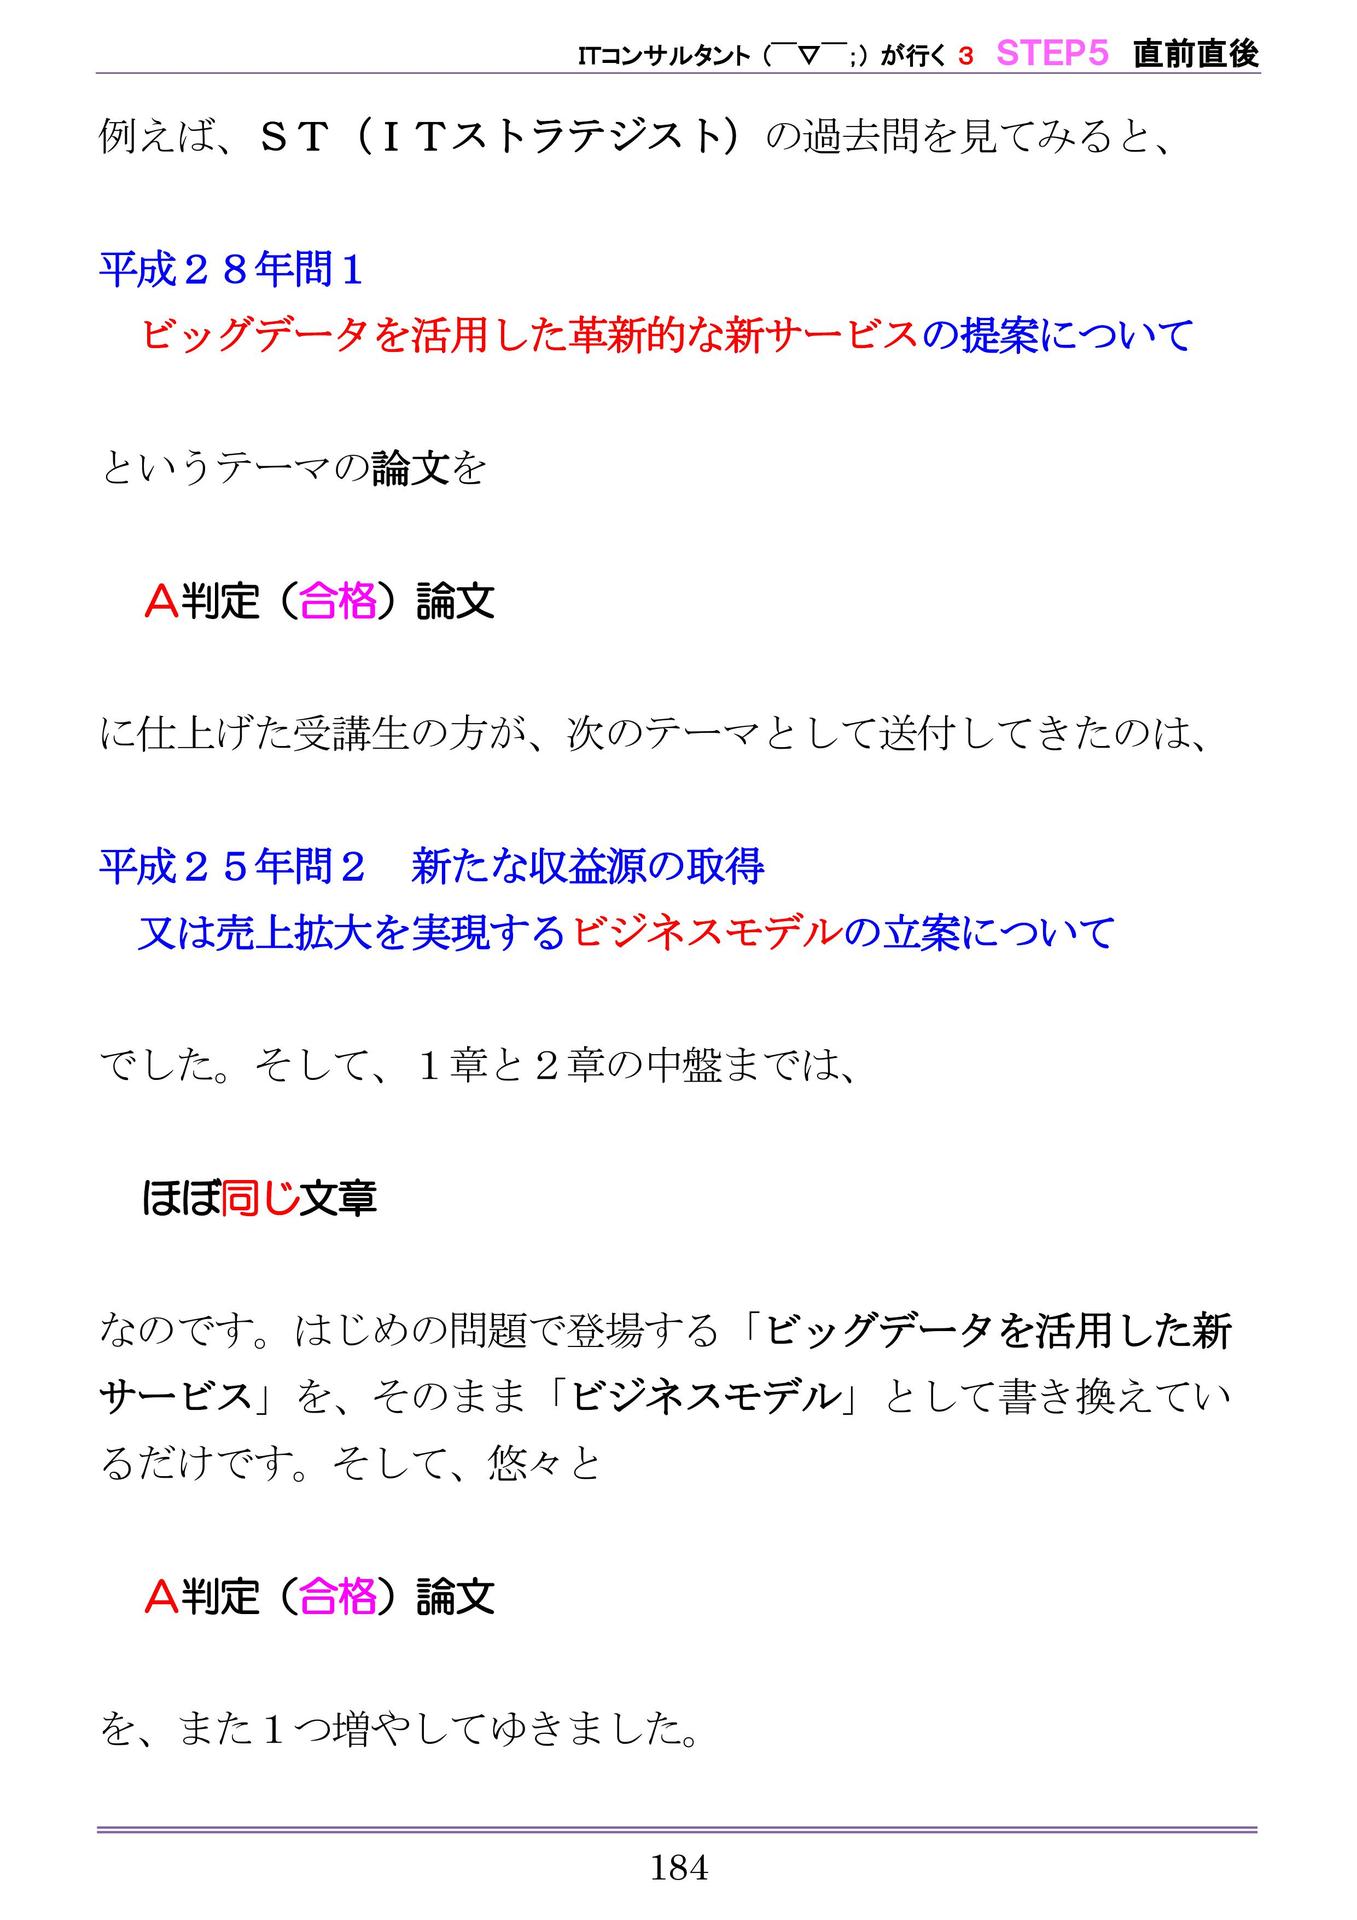 ITコンサルタント（￣▽￣；）が行く 3 STEP5 直前直後
例えば、ＳＴ（ＩＴストラテジスト）の過去問を見てみると、
平成２８年問１
ビッグデータを活用した革新的な新サービスの提案について
というテーマの論文を
Ａ判定（合格）論文
に仕上げた受講生の方が、次のテーマとして送付してきたのは、
平成２５年問２　新たな収益源の取得
又は売上拡大を実現するビジネスモデルの立案について
でした。そして、１章と２章の中盤までは、
ほぼ同じ文章
なのです。はじめの問題で登場する「ビッグデータを活用した新
サービス」を、そのまま「ビジネスモデル」として書き換えてい
るだけです。そして、悠々と
Ａ判定（合格）論文
を、また１つ増やしてゆきました。
184